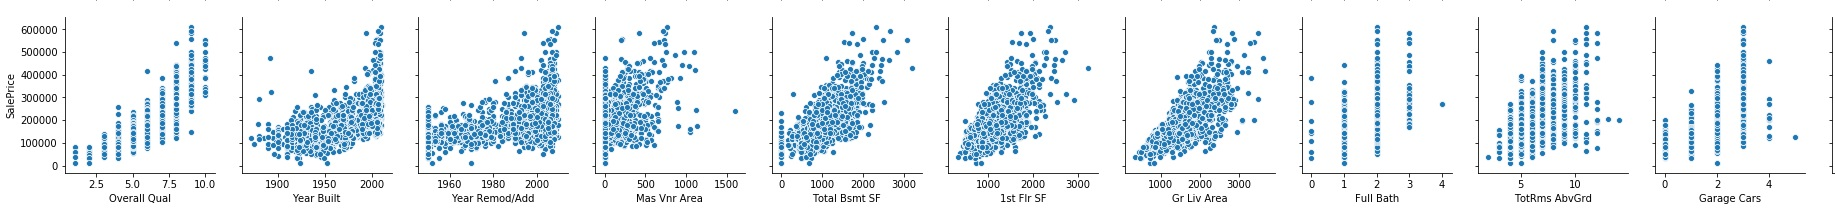 SalePrice
600000
500000
400000
300000
200000
100000
0
2.5 5.0 7.5 10.0
Overall Qual
1900 1950 2000
Year Built
1960 1980 2000
Year Remod/Add
0 500 1000 1500
Mas Vnr Area
0 1000 2000 3000
Total Bsmt SF
1000 2000 3000
1st Flr SF
1000 2000 3000
Gr Liv Area
0 1 2 3 4
Full Bath
5 10
TotRms AbvGrd
0 2 4
Garage Cars